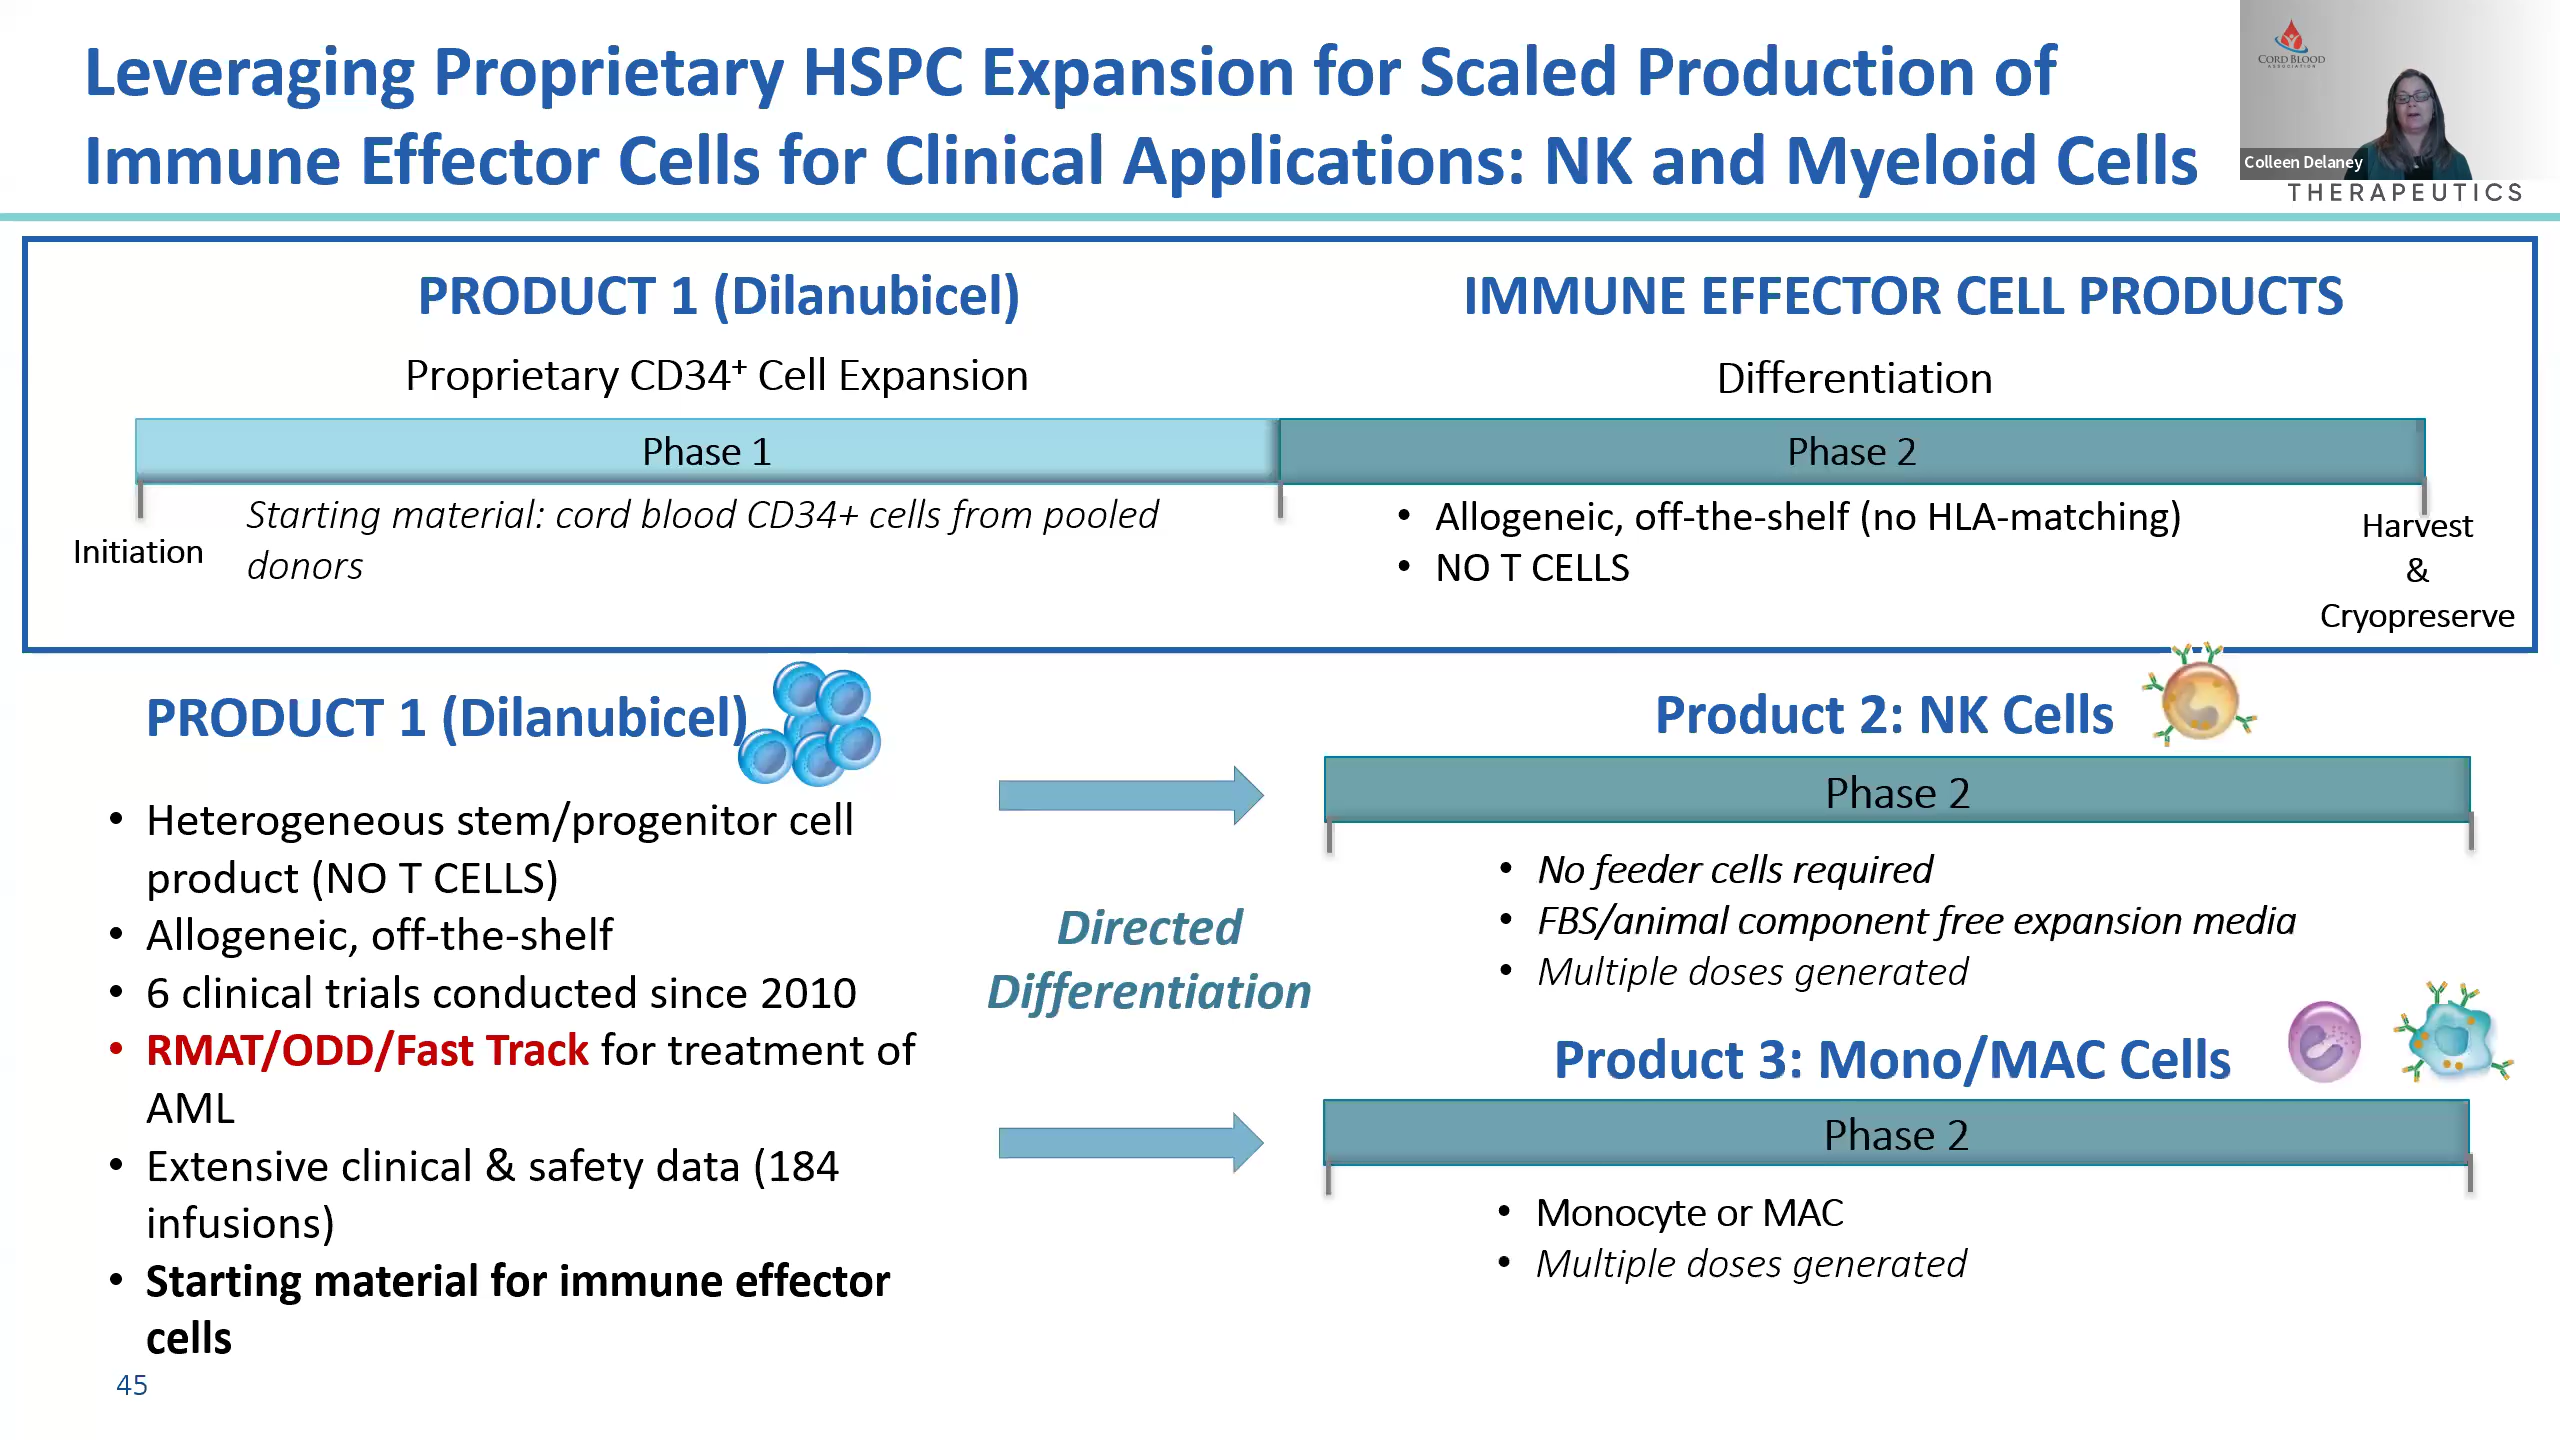 Leveraging Proprietary HSPC Expansion for Scaled Production of
Immune Effector Cells for Clinical Applications: NK and Myeloid Cells
CORD BLOOD
ASSOCIATION
Colleen Delaney
THERAPEUTICS
PRODUCT 1 (Dilanubicel)
Proprietary CD34⁺ Cell Expansion
Phase 1
Initiation
Starting material: cord blood CD34+ cells from pooled
donors
IMMUNE EFFECTOR CELL PRODUCTS
Differentiation
Phase 2
• Allogeneic, off-the-shelf (no HLA-matching)
• NO T CELLS
Harvest
&
Cryopreserve
PRODUCT 1 (Dilanubicel)
• Heterogeneous stem/progenitor cell
product (NO T CELLS)
• Allogeneic, off-the-shelf
• 6 clinical trials conducted since 2010
• RMAT/ODD/Fast Track for treatment of
AML
• Extensive clinical & safety data (184
infusions)
• Starting material for immune effector
cells
Directed
Differentiation
Product 2: NK Cells
Phase 2
• No feeder cells required
• FBS/animal component free expansion media
• Multiple doses generated
Product 3: Mono/MAC Cells
Phase 2
• Monocyte or MAC
• Multiple doses generated
45